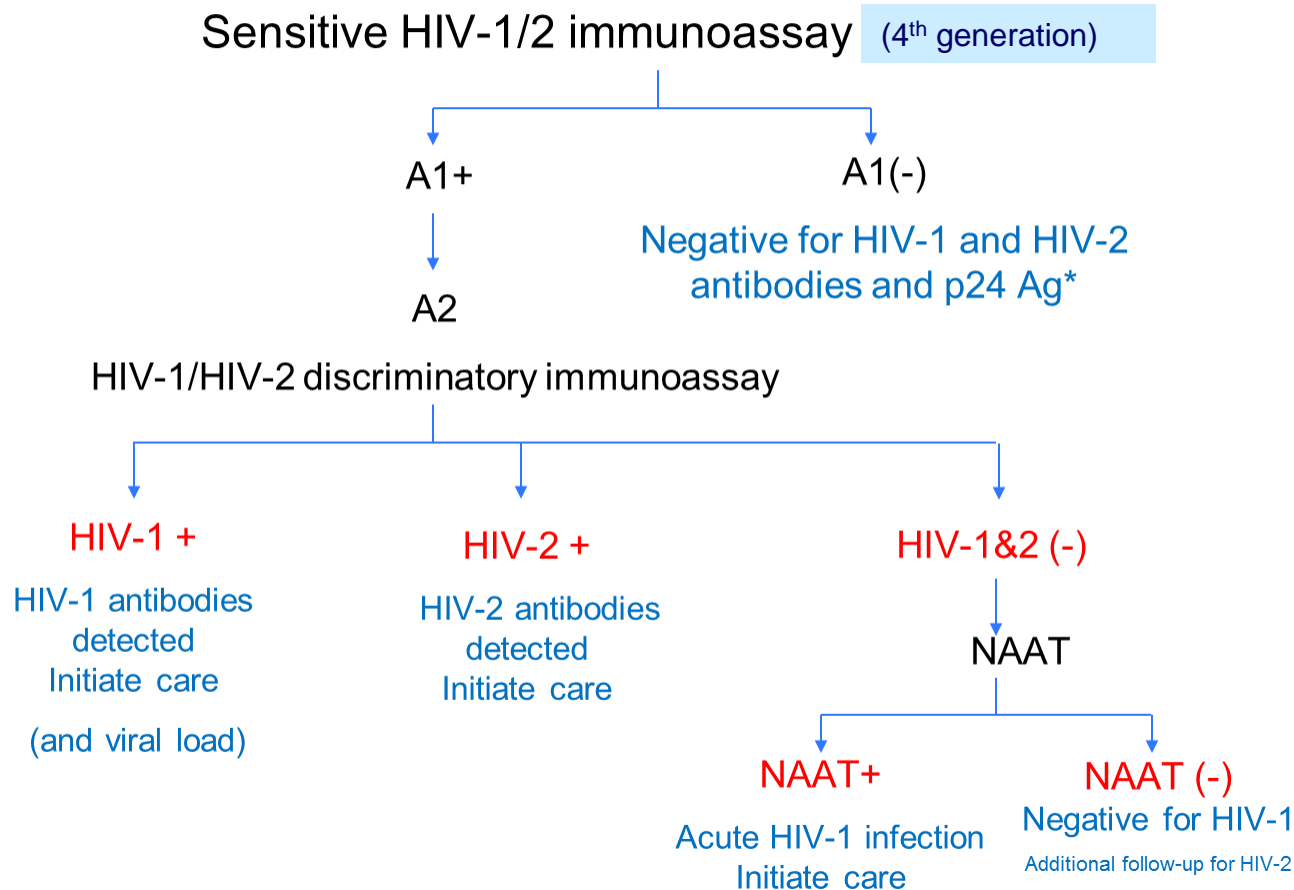 Sensitive HIV-1/2 immunoassay (4th generation)
A1+
A1(-)
Negative for HIV-1 and HIV-2
antibodies and p24 Ag*
A2
HIV-1/HIV-2 discriminatory immunoassay
HIV-1 +
HIV-1 antibodies
detected
Initiate care
(and viral load)
HIV-2 +
HIV-2 antibodies
detected
Initiate care
HIV-1&2 (-)
NAAT
NAAT+
Acute HIV-1 infection
Initiate care
NAAT (-)
Negative for HIV-1
Additional follow-up for HIV-2